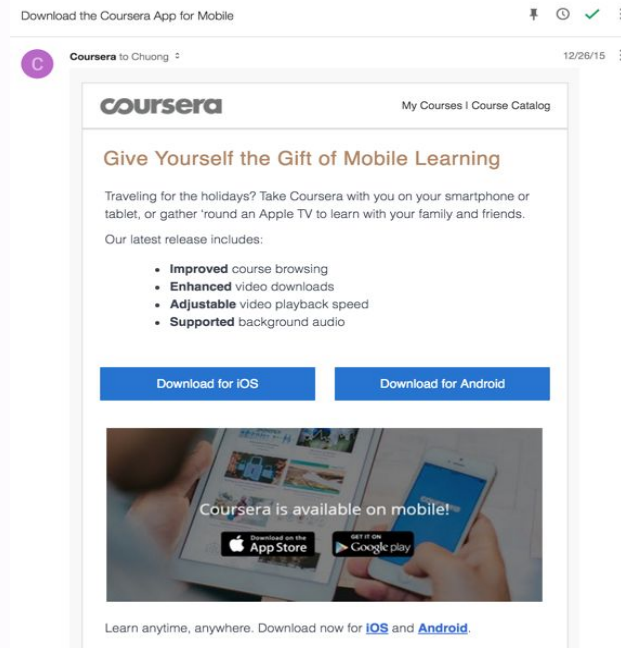 Download the Coursera App for Mobile
C
Coursera to Chuong
12/26/15
coursera
My Courses | Course Catalog
Give Yourself the Gift of Mobile Learning
Traveling for the holidays? Take Coursera with you on your smartphone or
tablet, or gather ‘round an Apple TV to learn with your family and friends.
Our latest release includes:
• Improved course browsing
• Enhanced video downloads
• Adjustable video playback speed
• Supported background audio
Download for iOS
Download for Android
Coursera is available on mobile!
Download on the
App Store
GET IT ON
Google play
Learn anytime, anywhere. Download now for iOS and Android.